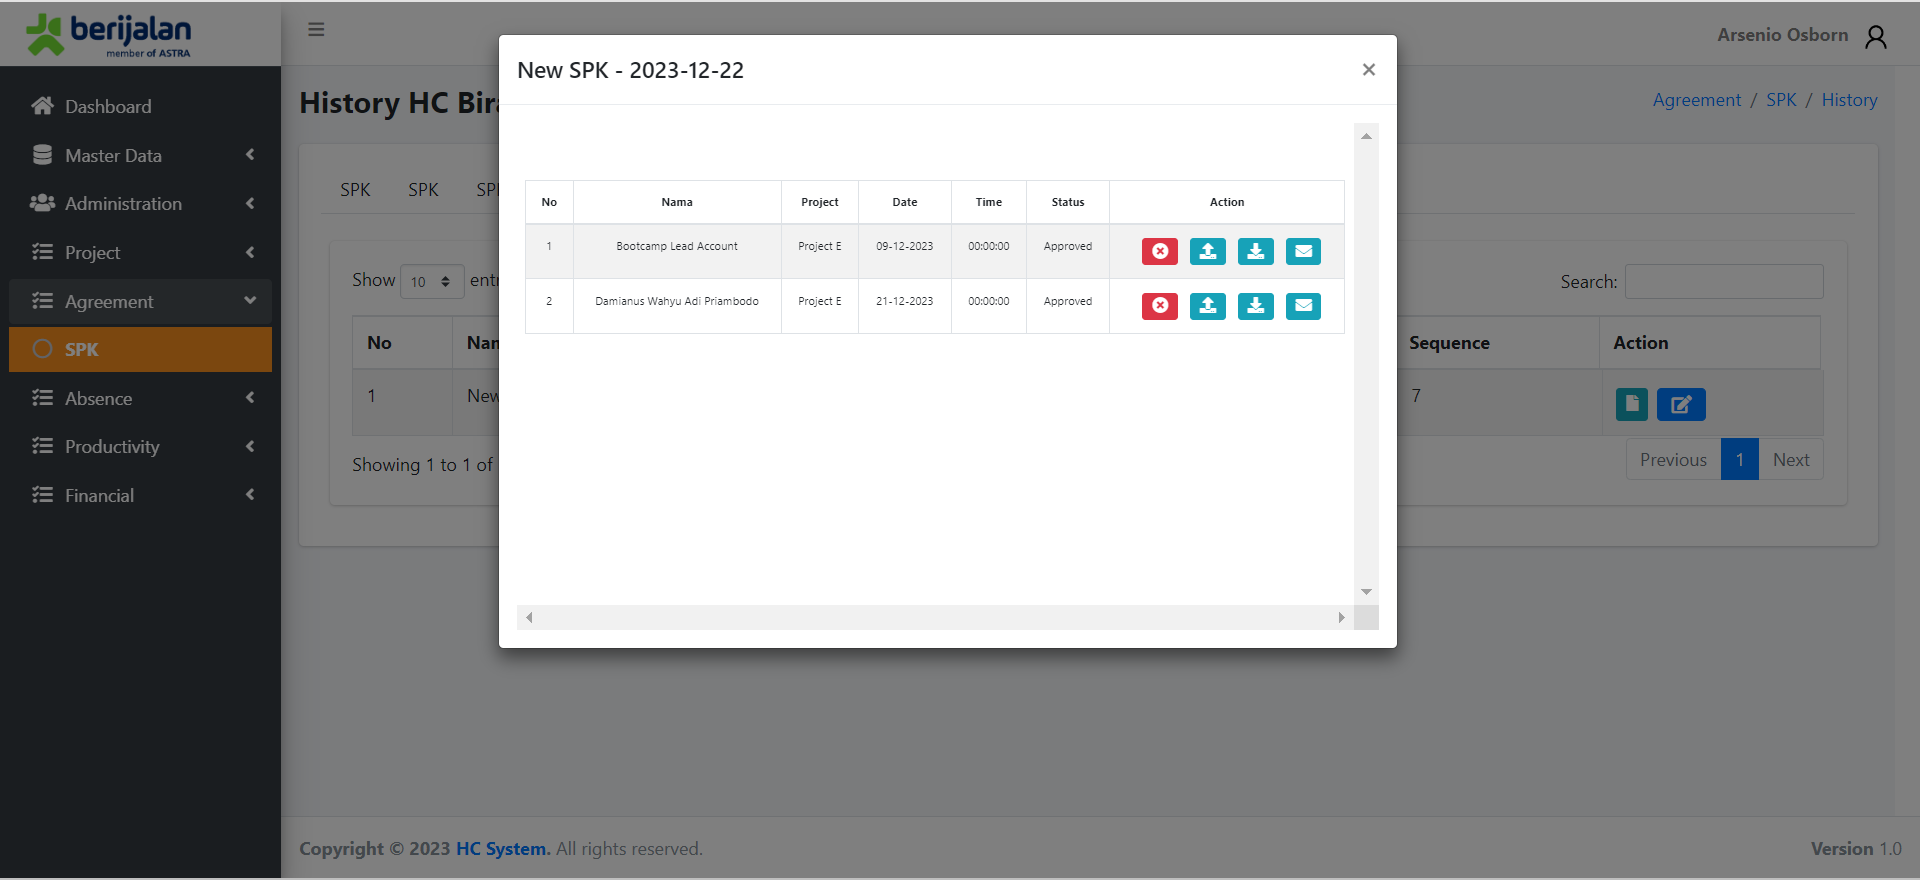 berijalan
member of ASTRA
Arsenio Osborn
Dashboard
Master Data
Administration
Project
Agreement
SPK
Absence
Productivity
Financial
History HC Bir
Agreement / SPK / History
SPK SPK SP
Show 10 entr
Search:
No Nam Sequence Action
1 New 7
Showing 1 to 1 of
Previous 1 Next
New SPK - 2023-12-22
×
No Nama Project Date Time Status Action
1 Bootcamp Lead Account Project E 09-12-2023 00:00:00 Approved
2 Damianus Wahyu Adi Priambodo Project E 21-12-2023 00:00:00 Approved
Copyright © 2023 HC System. All rights reserved.
Version 1.0